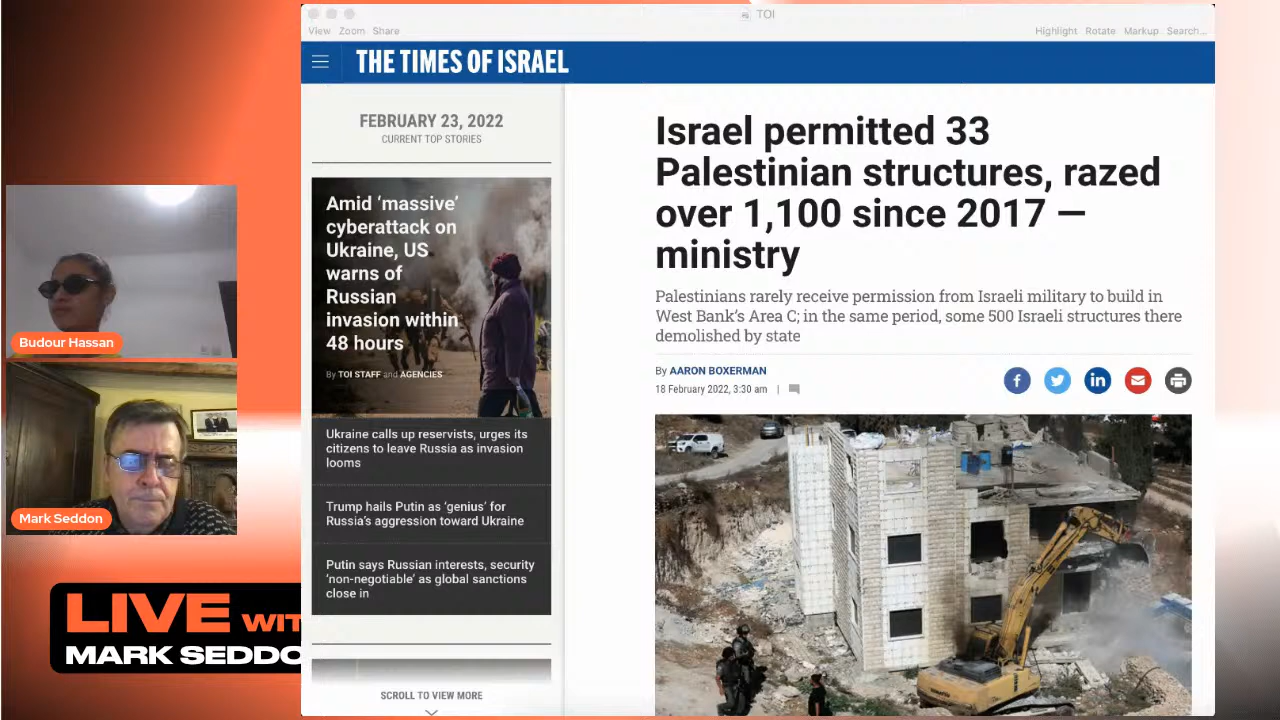 TOI
View Zoom Share
Highlight Rotate Markup Search...
THE TIMES OF ISRAEL
FEBRUARY 23, 2022
CURRENT TOP STORIES
Amid ‘massive’
cyberattack on
Ukraine, US
warns of
Russian
invasion within
48 hours
By TOI STAFF and AGENCIES
Ukraine calls up reservists, urges its
citizens to leave Russia as invasion
looms
Trump hails Putin as ‘genius’ for
Russia’s aggression toward Ukraine
Putin says Russian interests, security
‘non-negotiable’ as global sanctions
close in
SCROLL TO VIEW MORE
Israel permitted 33
Palestinian structures, razed
over 1,100 since 2017 —
ministry
Palestinians rarely receive permission from Israeli military to build in
West Bank’s Area C; in the same period, some 500 Israeli structures there
demolished by state
By AARON BOXERMAN
18 February 2022, 3:30 am |
Budour Hassan
Mark Seddon
LIVE WIT
MARK SEDDO